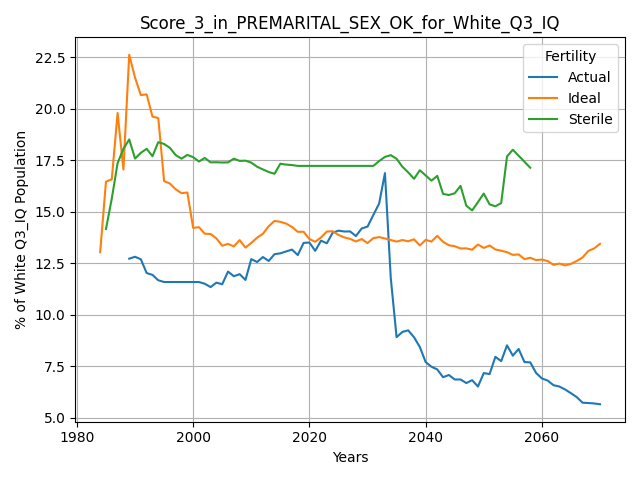 Score_3_in_PREMARITAL_SEX_OK_for_White_Q3_IQ
% of White Q3_IQ Population
22.5
20.0
17.5
15.0
12.5
10.0
7.5
5.0
Fertility
Actual
Ideal
Sterile
1980 2000 2020 2040 2060
Years